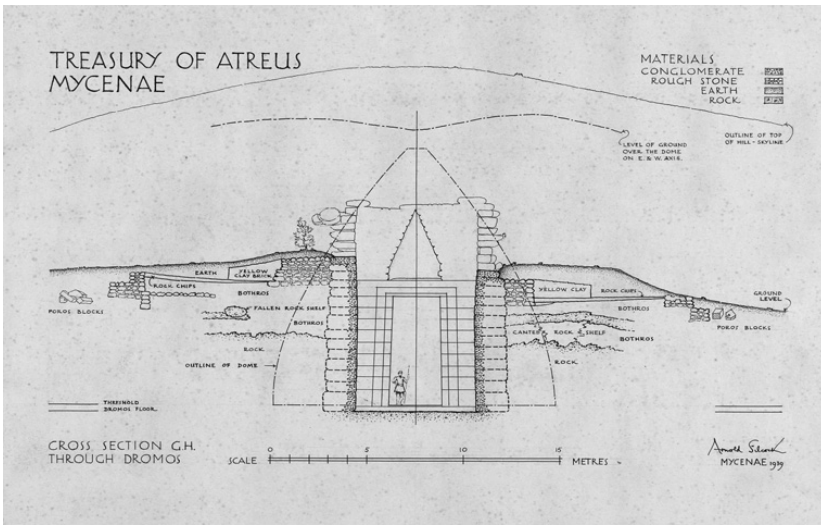 TREASURY OF ATREUS
MYCENAE
MATERIALS
CONGLOMERATE
ROUGH STONE
EARTH
ROCK
OUTLINE OF TOP
OF HILL - SKYLINE
LEVEL OF GROUND
OVER THE DOME
ON E. & W. AXIS.
EARTH
YELLOW
CLAY BRICK
ROCK CHIPS
BOTHROS
POROS BLOCKS
FALLEN ROCK SHELF
BOTHROS
ROCK
OUTLINE OF DOME
YELLOW CLAY
ROCK CHIPS
BOTHROS
GROUND
LEVEL
POROS BLOCKS
ROCK SHELF
BOTHROS
ROCK
THRESHOLD
DROMOS FLOOR
CROSS SECTION G.H.
THROUGH DROMOS
SCALE
0 5 10 15
METRES
Arnold
MYCENAE 1939